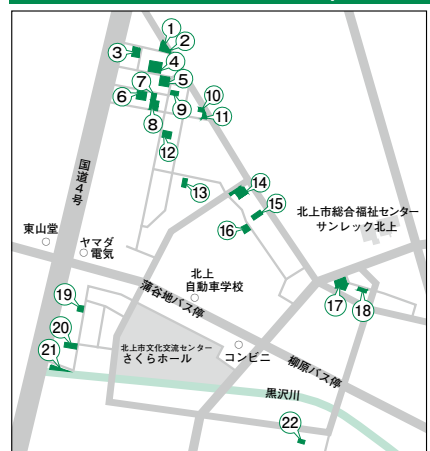 ①
②
③
④
⑤
⑦
⑥
⑨
⑧
⑩
⑪
⑫
国道4号
⑬
⑭
⑮
⑯
北上市総合福祉センター
サンレック北上
東山堂
ヤマダ
電気
北上
自動車学校
蒲谷地バス停
⑰
⑱
⑲
⑳
㉑
北上市文化交流センター
さくらホール
コンビニ
柳原バス停
黒沢川
㉒